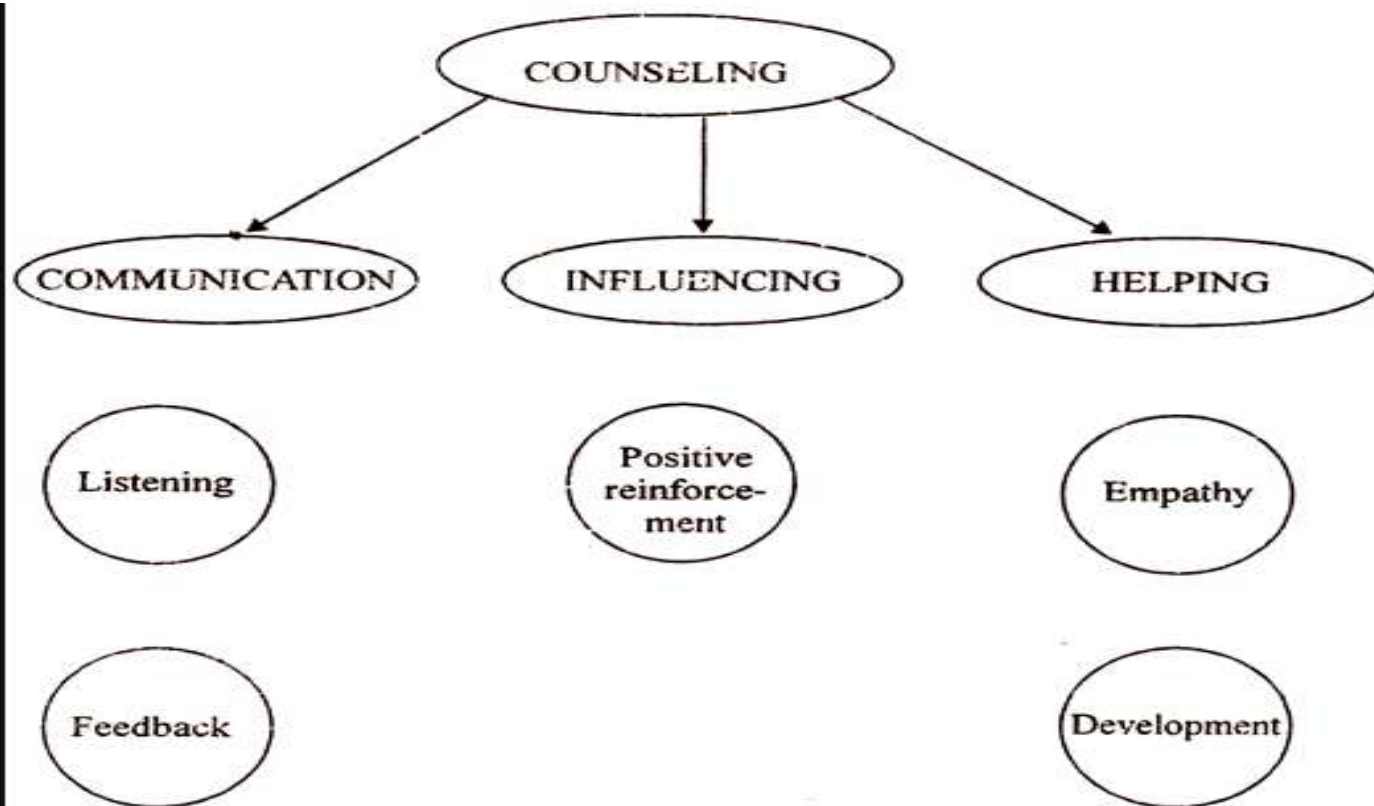 COUNSELING
COMMUNICATION
INFLUENCING
HELPING
Listening
Positive
reinforce-
ment
Empathy
Feedback
Development